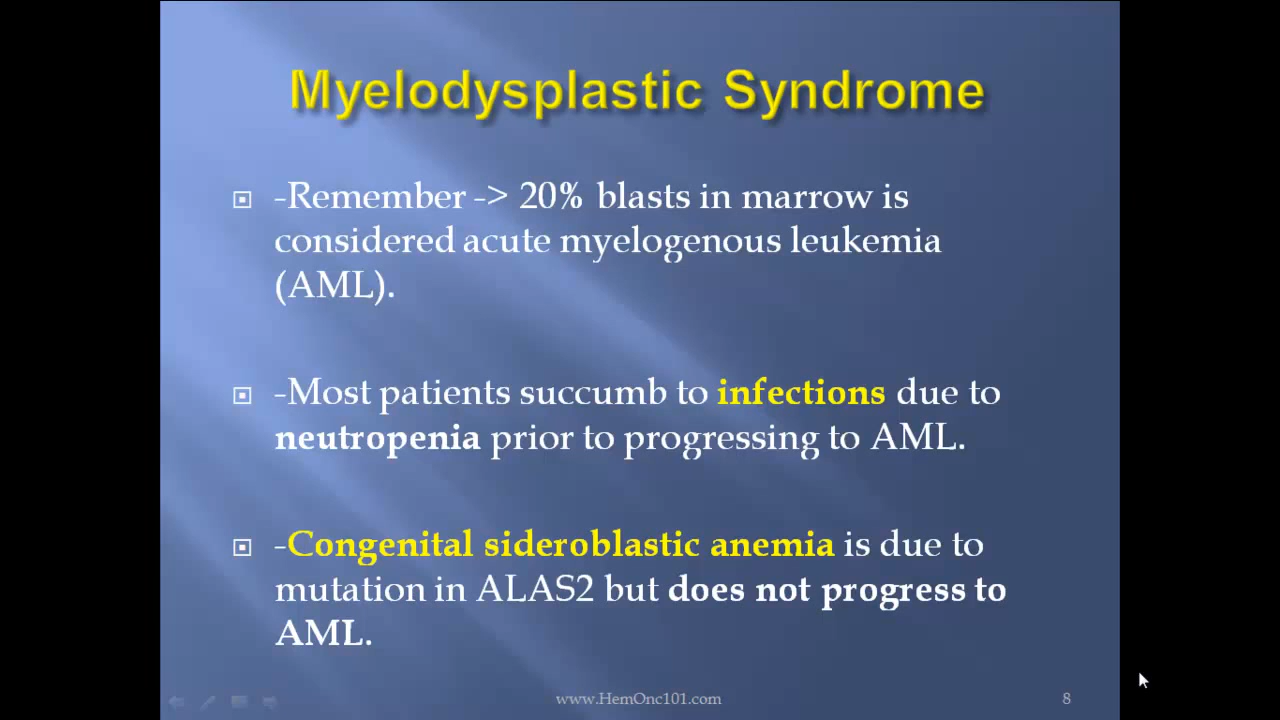 Myelodysplastic Syndrome
-Remember -> 20% blasts in marrow is
considered acute myelogenous leukemia
(AML).
-Most patients succumb to infections due to
neutropenia prior to progressing to AML.
-Congenital sideroblastic anemia is due to
mutation in ALAS2 but does not progress to
AML.
www.HemOnc101.com
8